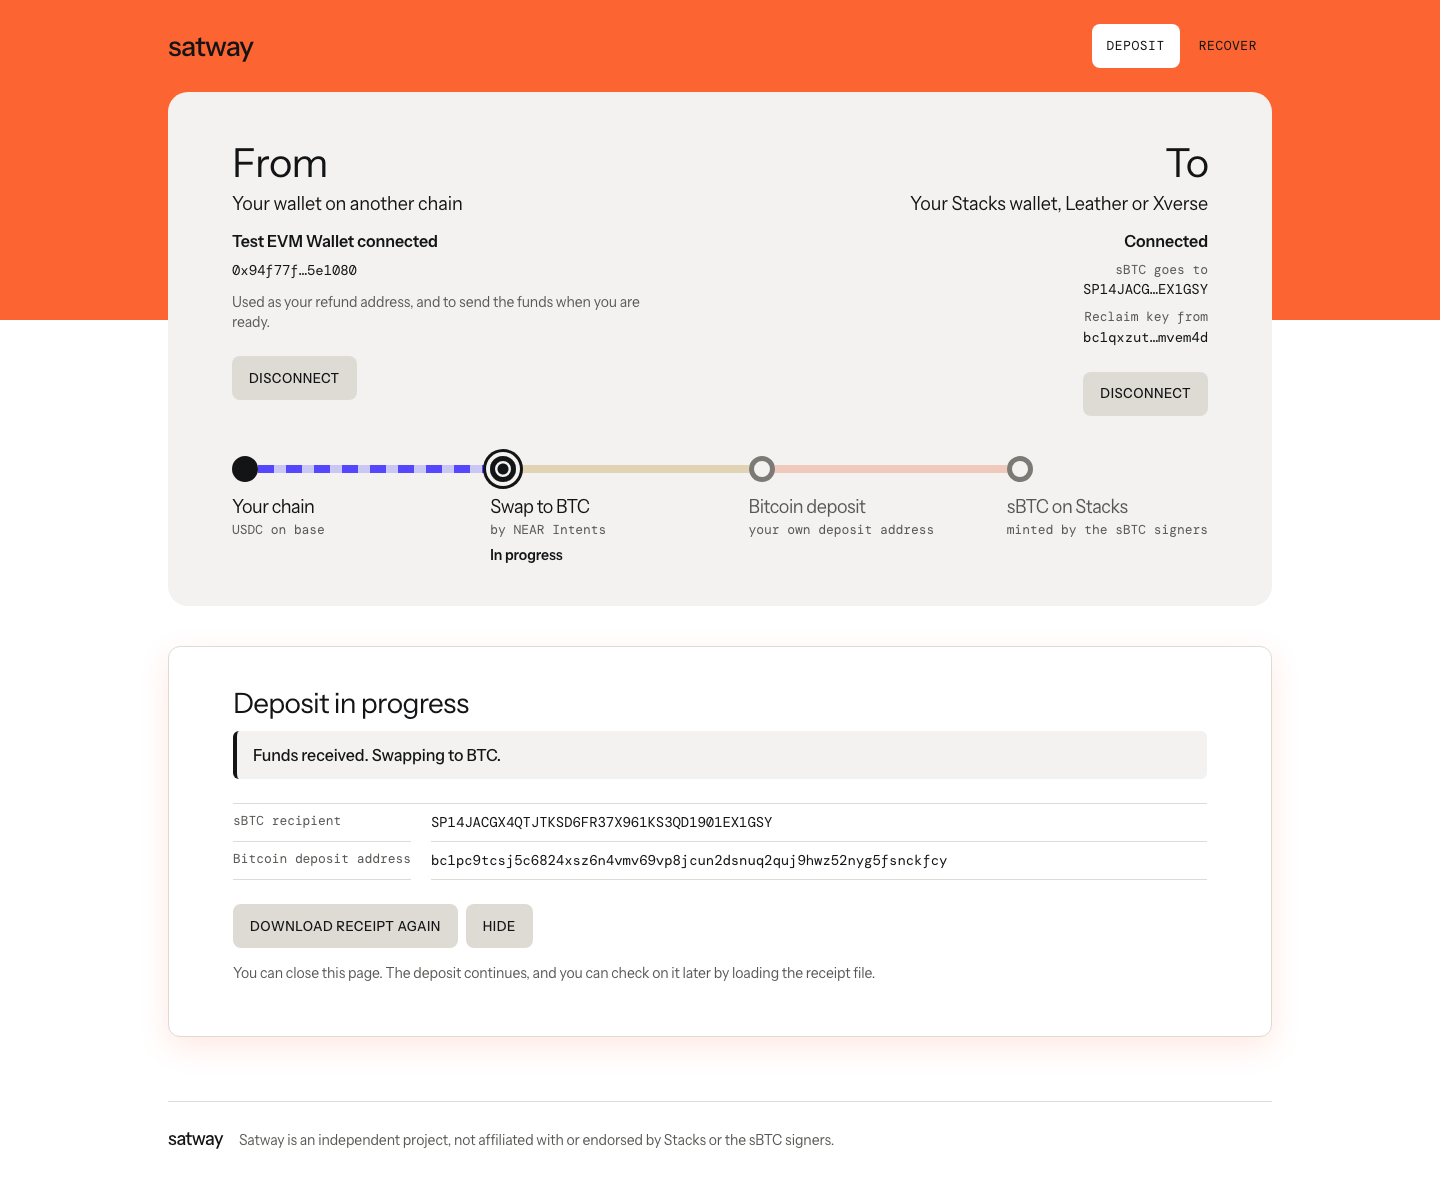 satway
DEPOSIT
RECOVER
From
Your wallet on another chain
Test EVM Wallet connected
0x94f77f…5e1080
Used as your refund address, and to send the funds when you are
ready.
DISCONNECT
To
Your Stacks wallet, Leather or Xverse
Connected
sBTC goes to
SP14JACG…EX1GSY
Reclaim key from
bc1qxzut…mvem4d
DISCONNECT
Your chain
USDC on base
Swap to BTC
by NEAR Intents
In progress
Bitcoin deposit
your own deposit address
sBTC on Stacks
minted by the sBTC signers
Deposit in progress
Funds received. Swapping to BTC.
sBTC recipient
SP14JACGX4QTJTKSD6FR37X961KS3QD1901EX1GSY
Bitcoin deposit address
bc1pc9tcsj5c6824xsz6n4vmv69vp8jcun2dsnuq2quj9hwz52nyg5fsnckfcy
DOWNLOAD RECEIPT AGAIN
HIDE
You can close this page. The deposit continues, and you can check on it later by loading the receipt file.
satway
Satway is an independent project, not affiliated with or endorsed by Stacks or the sBTC signers.